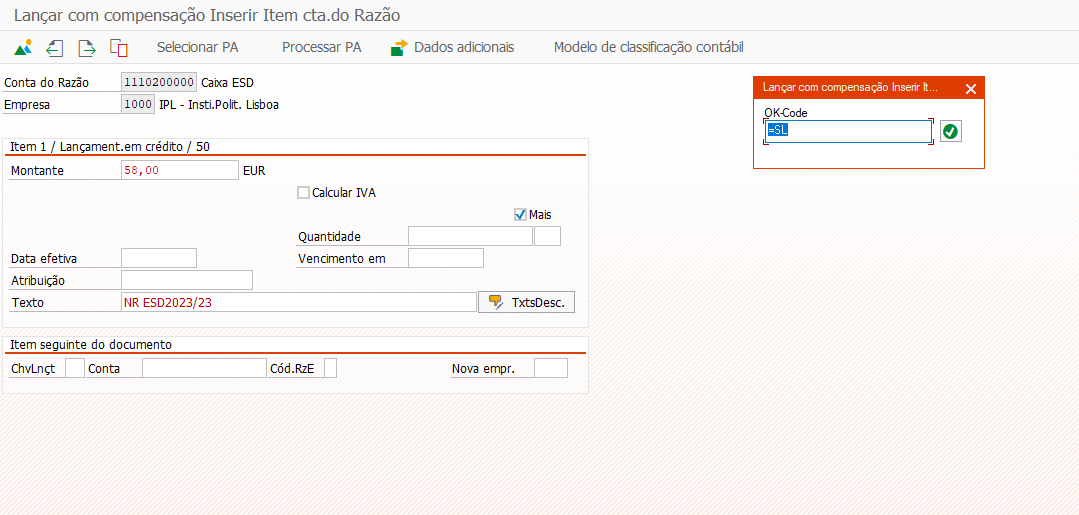 Lançar com compensação Inserir Item cta.do Razão
Selecionar PA Processar PA Dados adicionais Modelo de classificação contábil
Conta do Razão 1110200000 Caixa ESD
Empresa 1000 IPL - Insti.Polit. Lisboa
Item 1 / Lançament.em crédito / 50
Montante 58,00 EUR
Calcular IVA
Mais
Quantidade
Data efetiva Vencimento em
Atribuição
Texto NR ESD2023/23 TxtsDesc.
Item seguinte do documento
ChvLnçt Conta Cód.RzE Nova empr.
Lançar com compensação Inserir It...
OK-Code
=SL